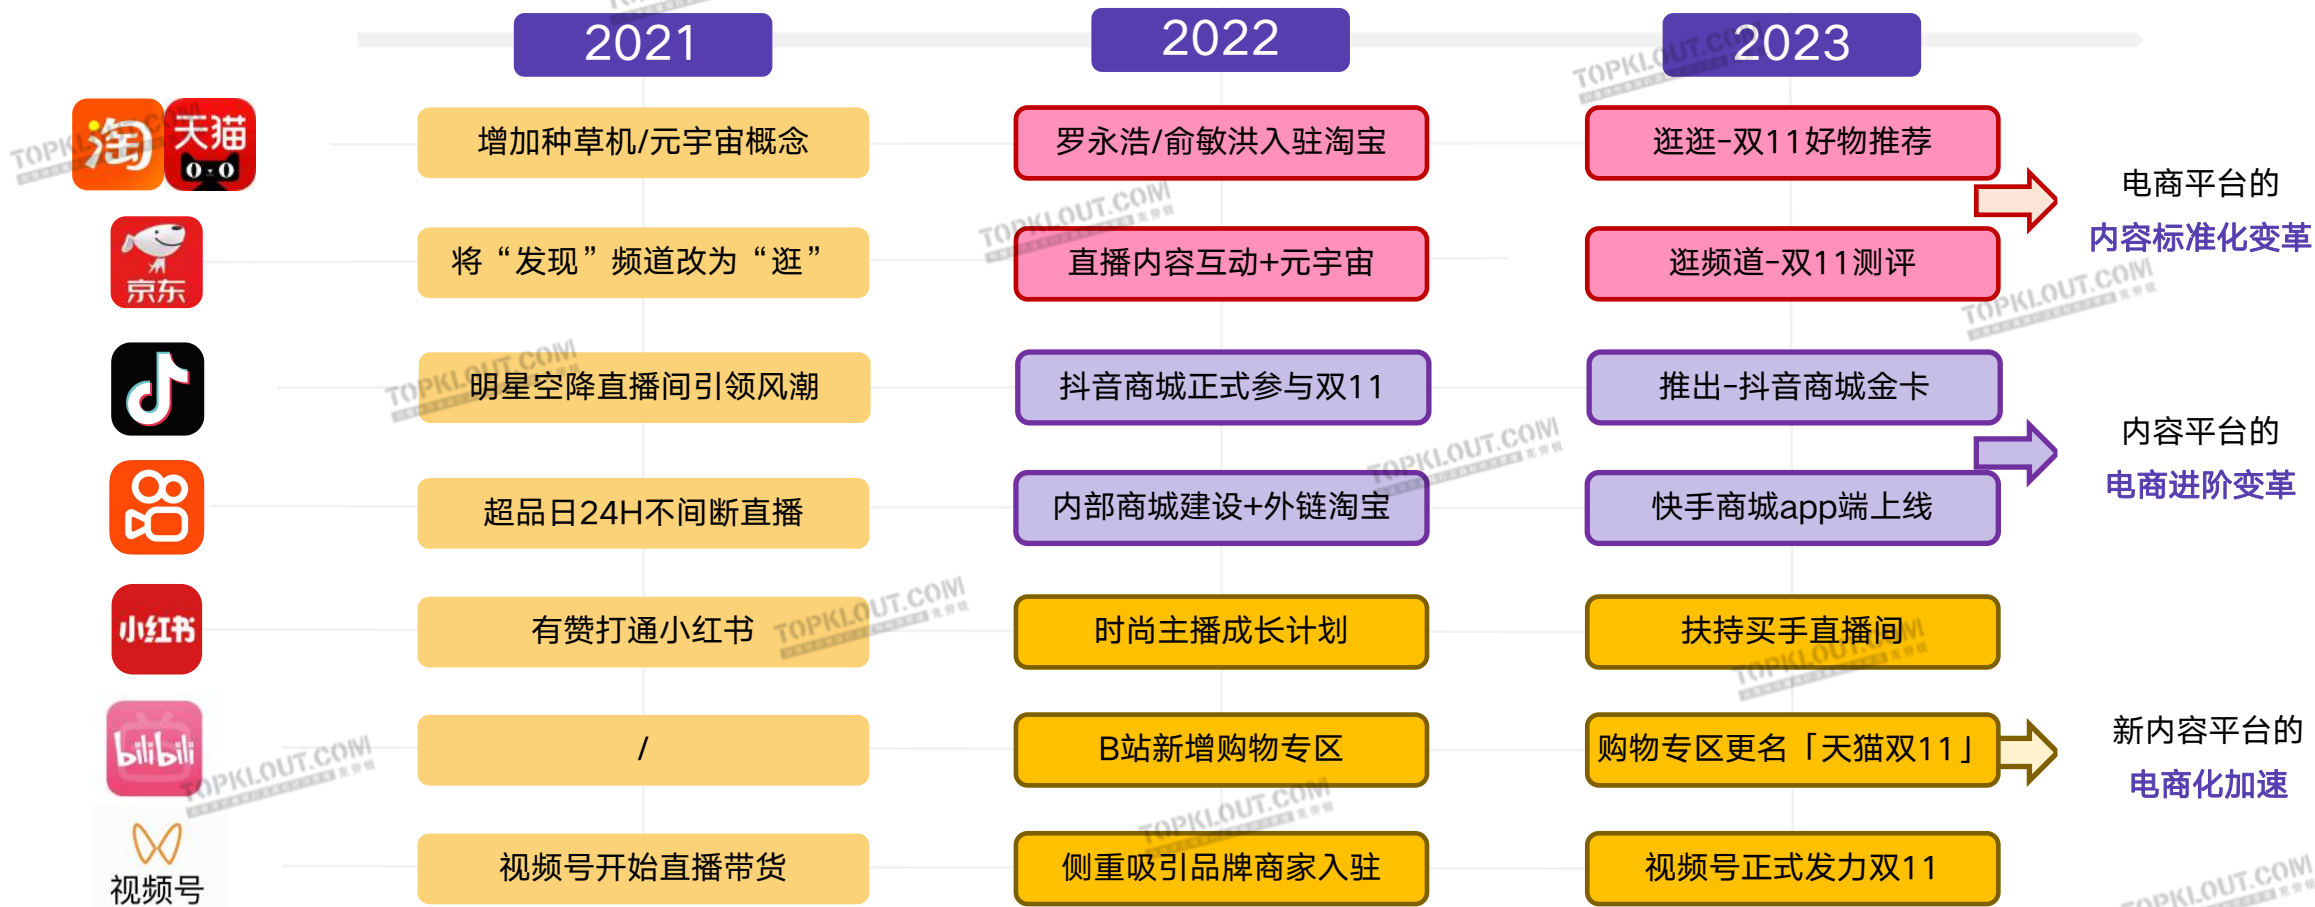 2021
2022
2023
淘
天猫
增加种草机/元宇宙概念
罗永浩/俞敏洪入驻淘宝
逛逛-双11好物推荐
电商平台的
内容标准化变革
京东
将“发现”频道改为“逛”
直播内容互动+元宇宙
逛频道-双11测评
明星空降直播间引领风潮
抖音商城正式参与双11
推出-抖音商城金卡
内容平台的
电商进阶变革
超品日24H不间断直播
内部商城建设+外链淘宝
快手商城app端上线
小红书
有赞打通小红书
时尚主播成长计划
扶持买手直播间
bilibili
/
B站新增购物专区
购物专区更名「天猫双11」
新内容平台的
电商化加速
视频号
视频号开始直播带货
侧重吸引品牌商家入驻
视频号正式发力双11
TOPKLOUT.COM
克劳锐